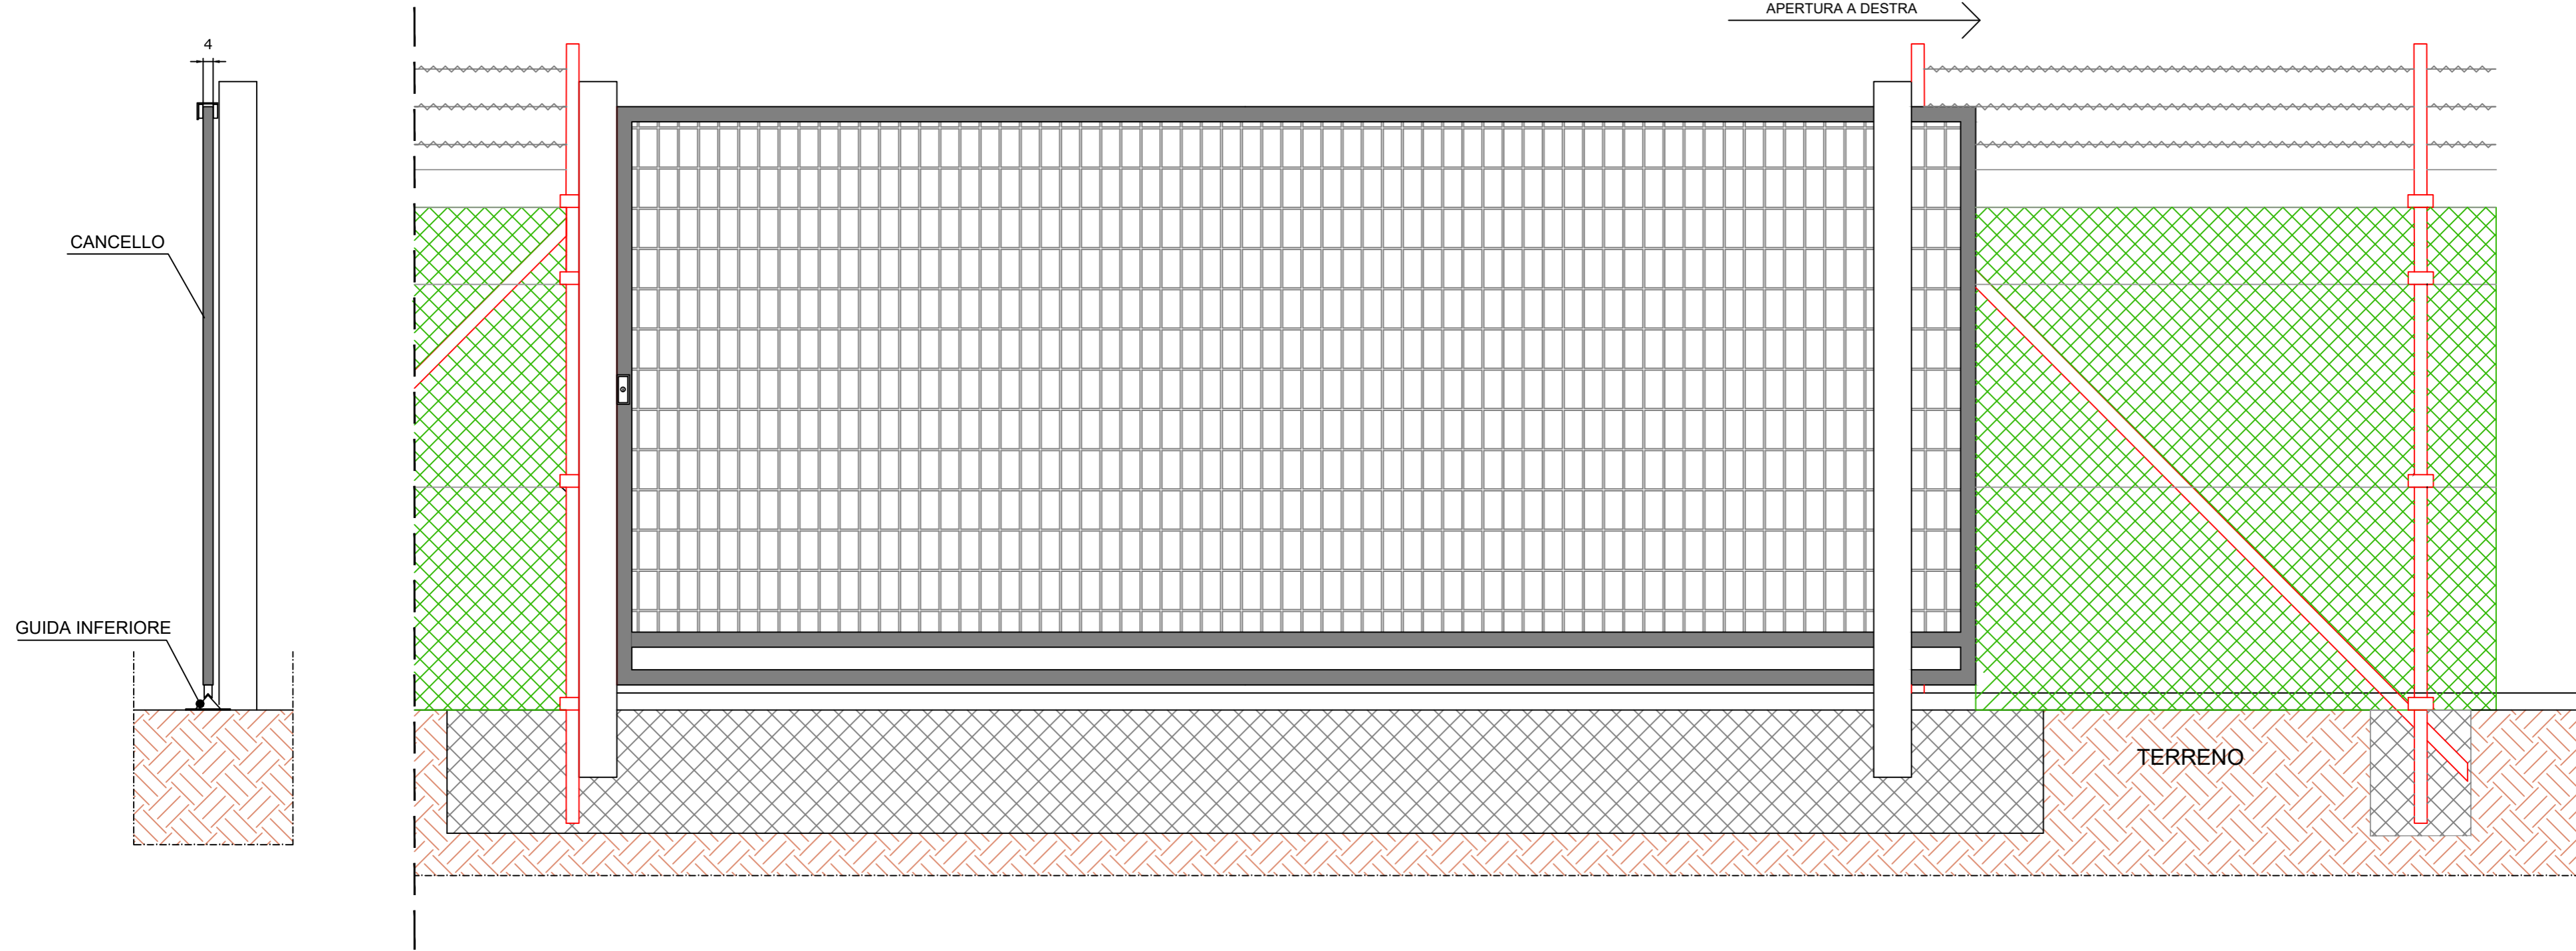 APERTURA A DESTRA
4
CANCELLO
GUIDA INFERIORE
TERRENO